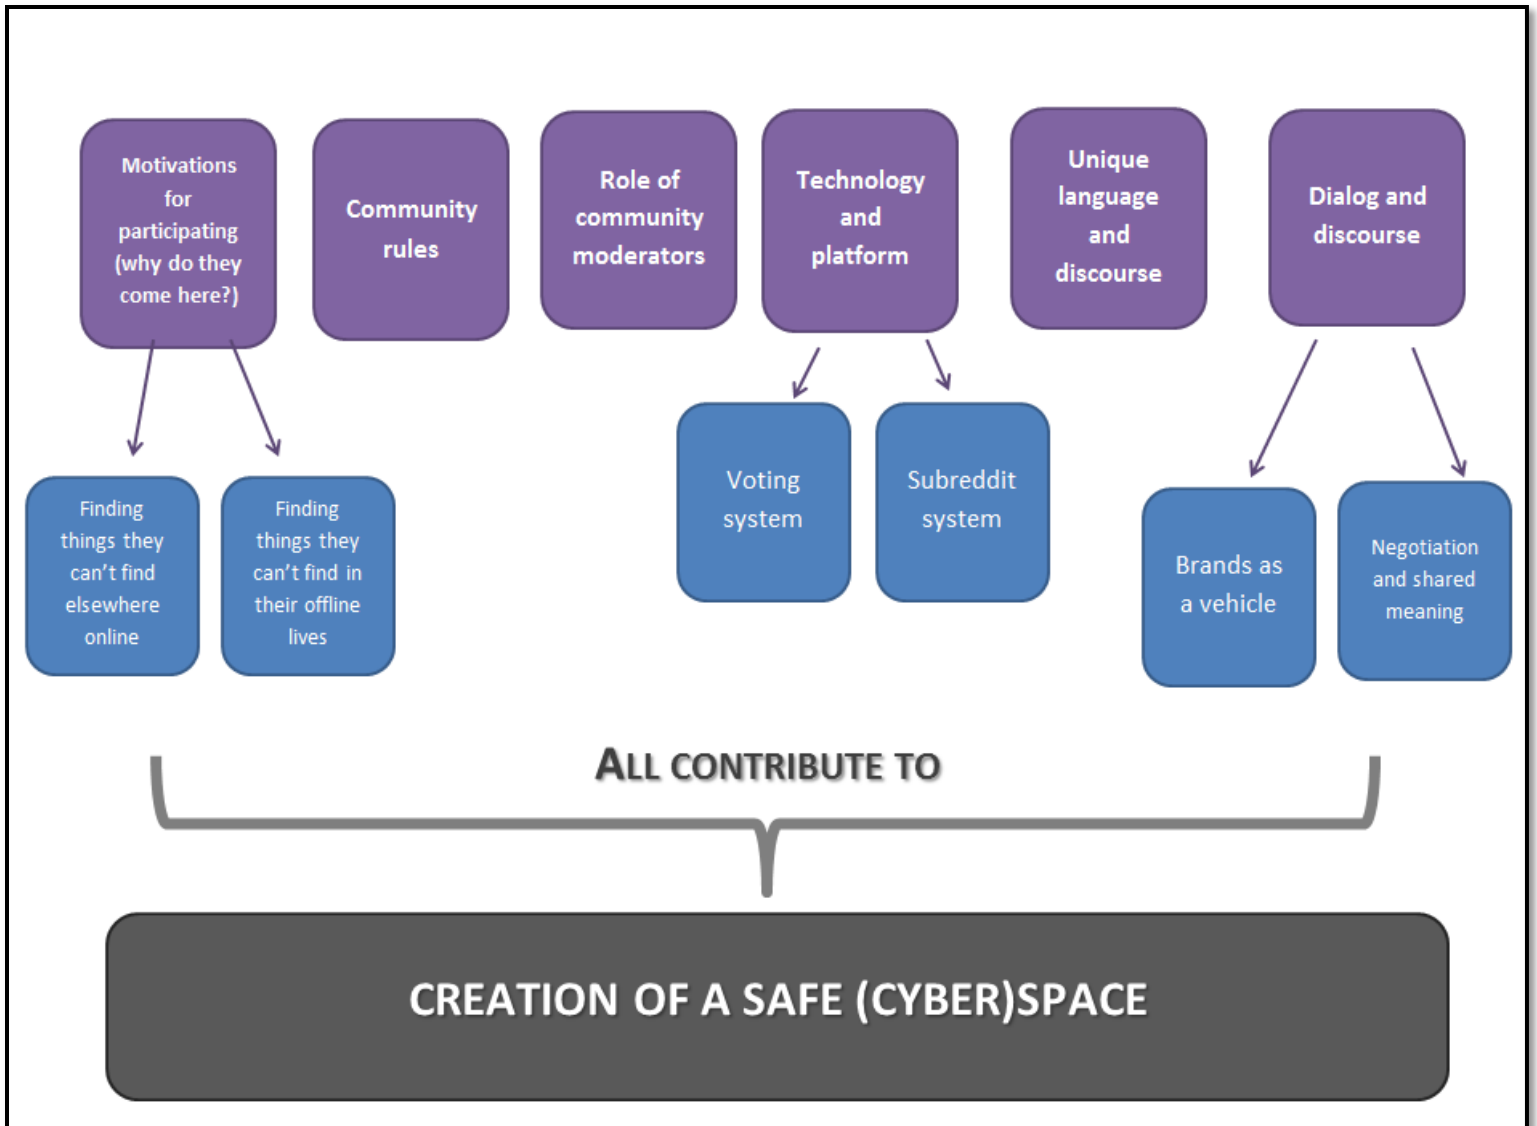 Motivations
for
participating
(why do they
come here?)
Community
rules
Role of
community
moderators
Technology
and
platform
Unique
language
and
discourse
Dialog and
discourse
Finding
things they
can't find
elsewhere
online
Finding
things they
can't find in
their offline
lives
Voting
system
Subreddit
system
Brands as
a vehicle
Negotiation
and shared
meaning
ALL CONTRIBUTE TO
CREATION OF A SAFE (CYBER)SPACE